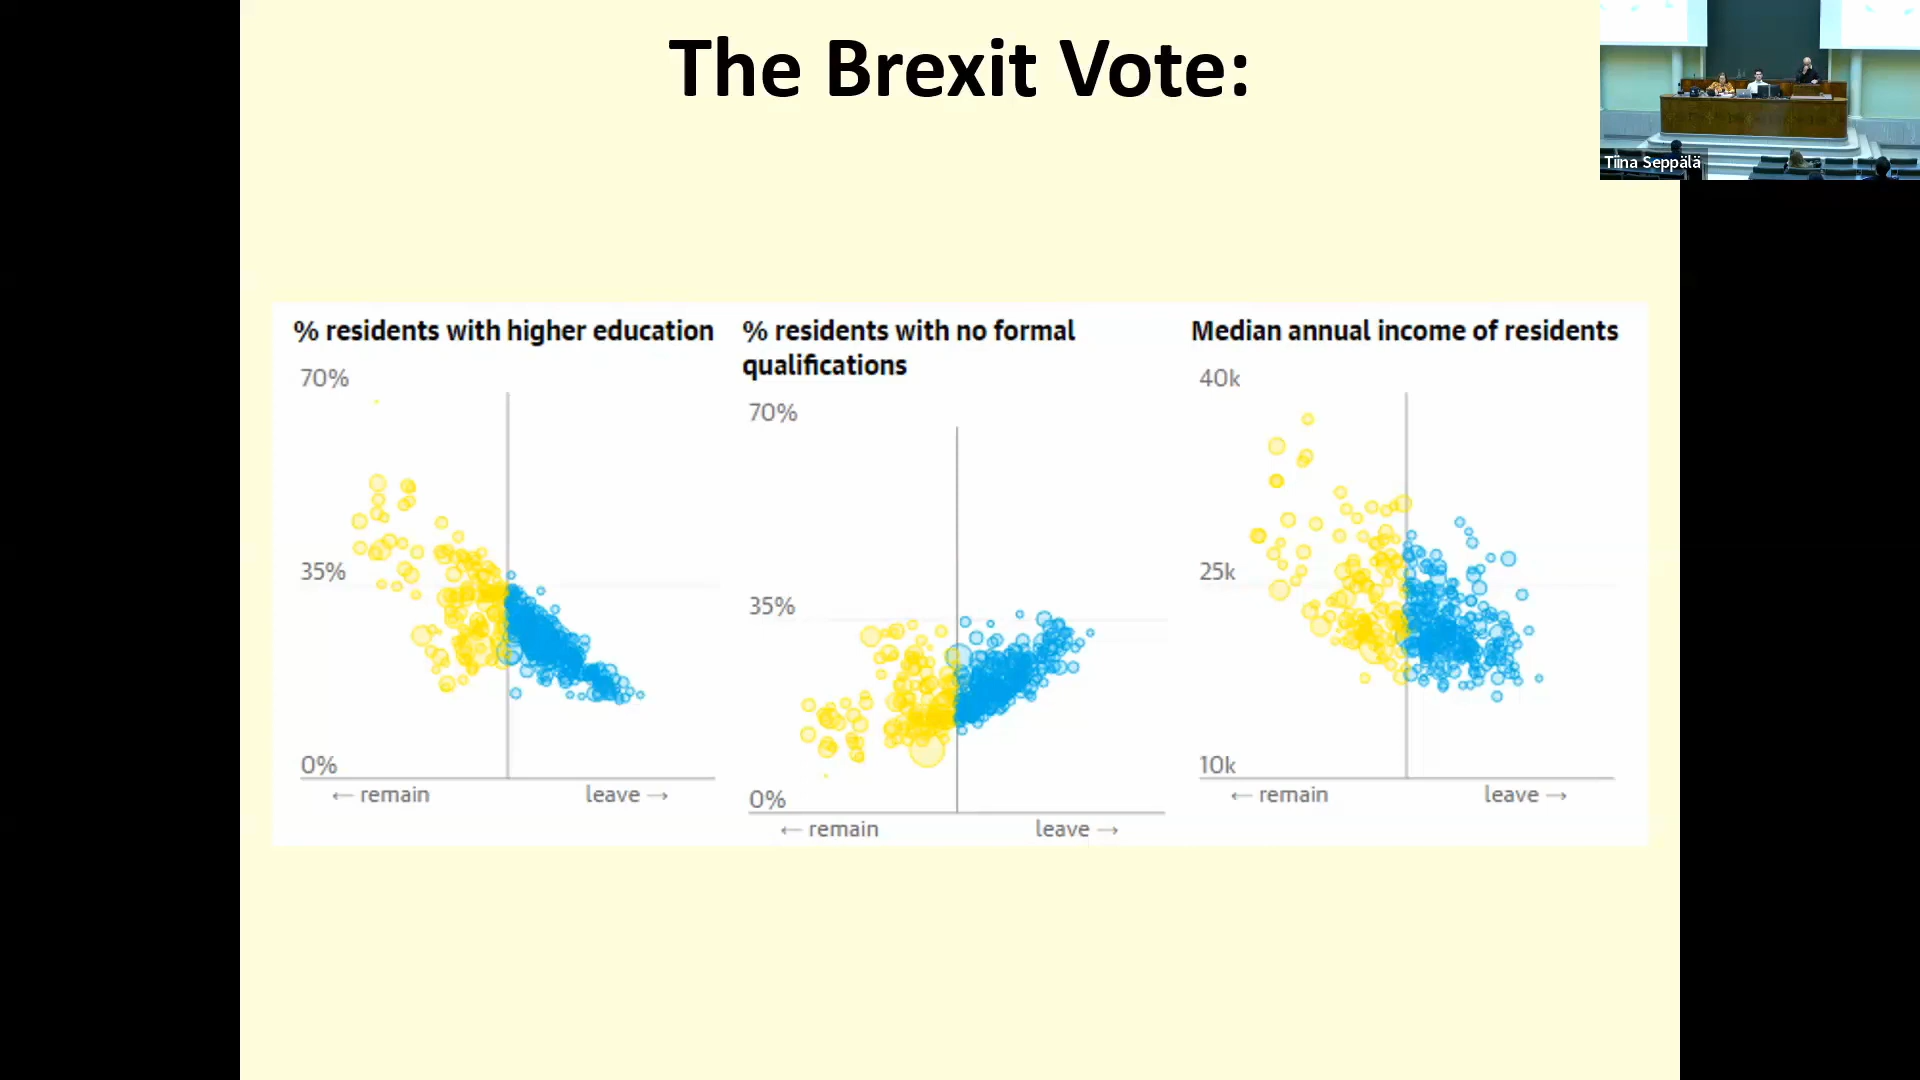 The Brexit Vote:
Tiina Seppälä
% residents with higher education
70%
35%
0%
← remain
leave →
% residents with no formal
qualifications
70%
35%
0%
← remain
leave →
Median annual income of residents
40k
25k
10k
← remain
leave →